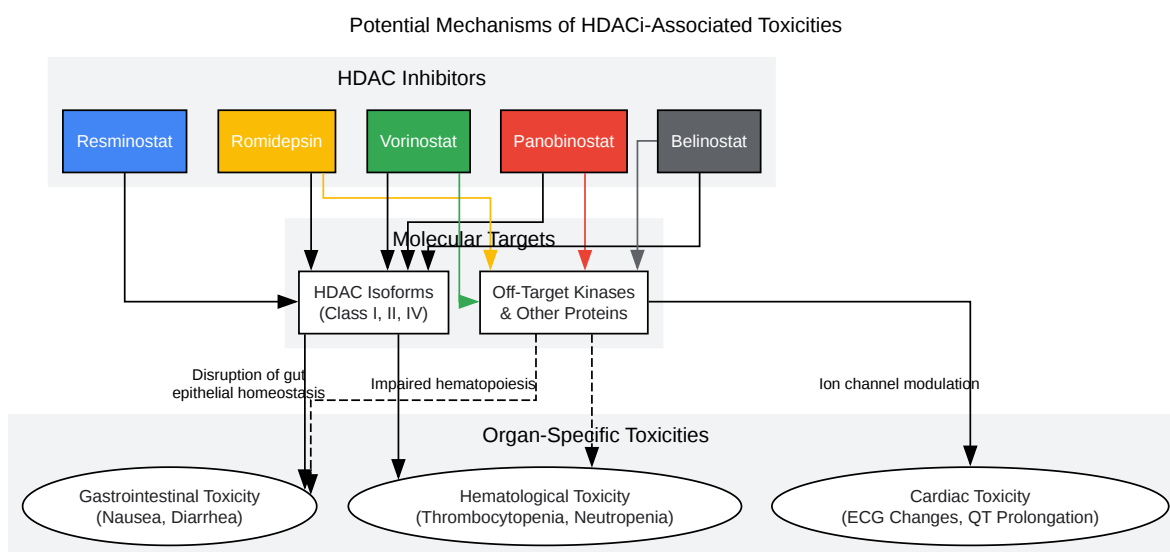 Potential Mechanisms of HDACi-Associated Toxicities
HDAC Inhibitors
Resminostat
Romidepsin
Vorinostat
Panobinostat
Belinostat
Molecular Targets
HDAC Isoforms
(Class I, II, IV)
Off-Target Kinases
& Other Proteins
Disruption of gut
epithelial homeostasis
Impaired hematopoiesis
Ion channel modulation
Organ-Specific Toxicities
Gastrointestinal Toxicity
(Nausea, Diarrhea)
Hematological Toxicity
(Thrombocytopenia, Neutropenia)
Cardiac Toxicity
(ECG Changes, QT Prolongation)